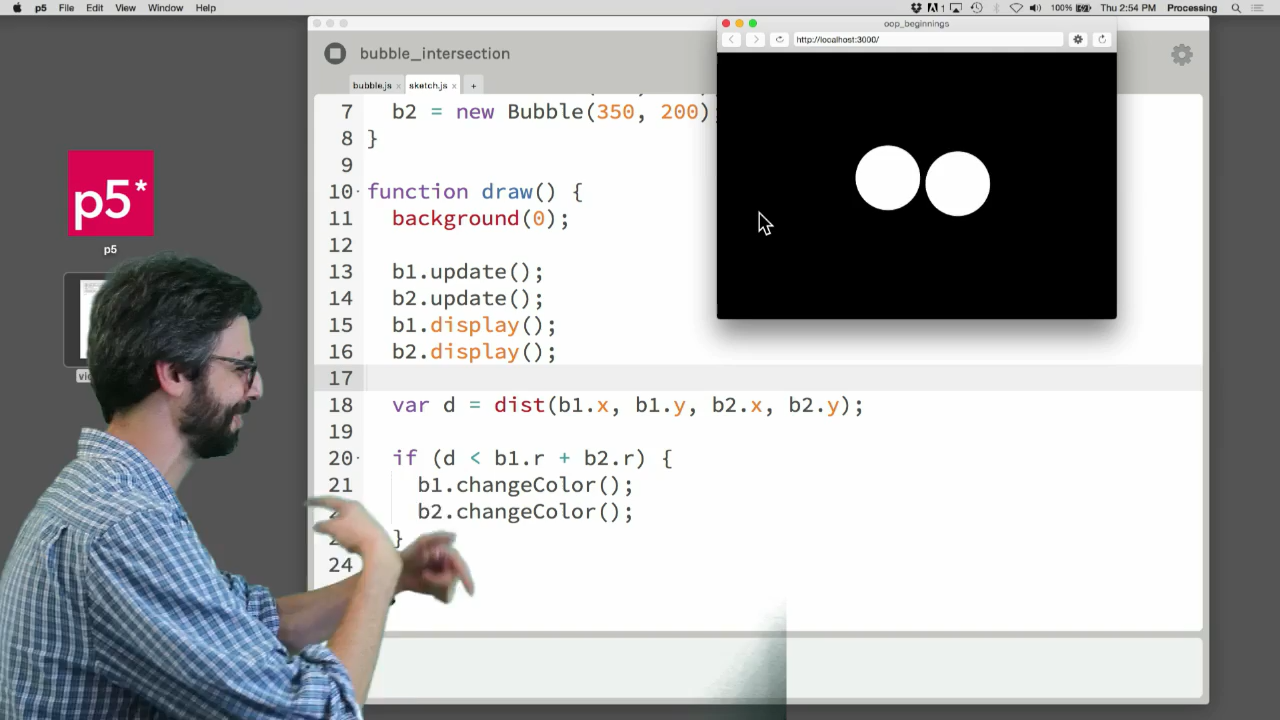 p5 File Edit View Window Help
1 100% Thu 2:54 PM Processing
oop_beginnings
http://localhost:3000/
bubble_intersection
bubble.js × sketch.js × +
p5*
p5
7 b2 = new Bubble(350, 200)
8 }
9
10 function draw() {
11 background(0);
12
13 b1.update();
14 b2.update();
15 b1.display();
16 b2.display();
17
18 var d = dist(b1.x, b1.y, b2.x, b2.y);
19
20 if (d < b1.r + b2.r) {
21 b1.changeColor();
b2.changeColor();
}
24